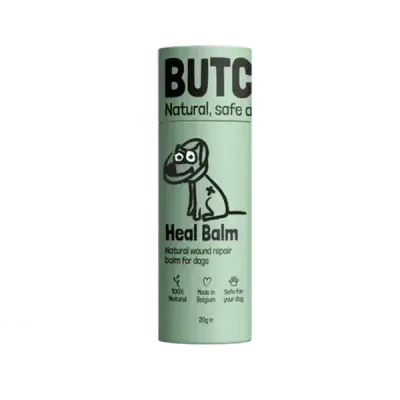 BUTC
Natural, safe a
Heal Balm
Natural wound repair
balm for dogs
100%
Natural
Made in
Belgium
Safe for
your dog
20g e